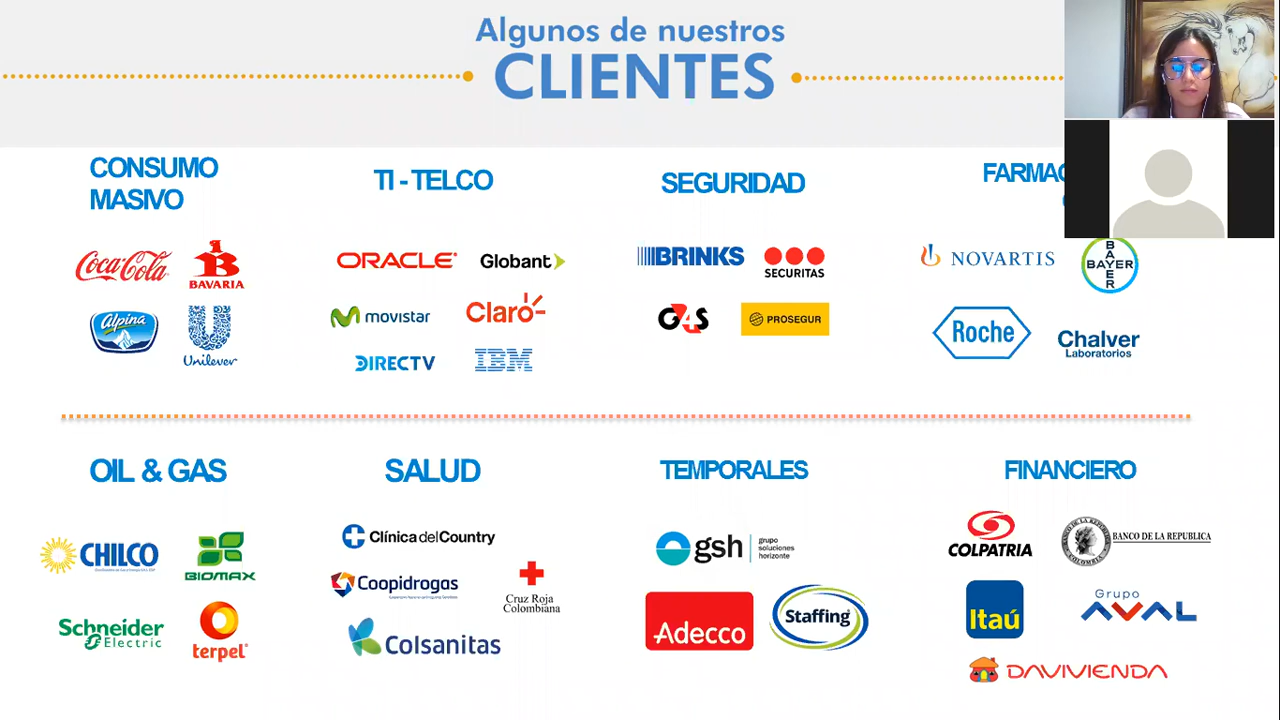 Algunos de nuestros
CLIENTES
CONSUMO
MASIVO
Coca-Cola
BAVARIA
Alpina
Unilever
TI - TELCO
ORACLE
Globant
movistar
Claro
DIRECTV
IBM
SEGURIDAD
BRINKS
SECURITAS
G4S
PROSEGUR
FARMAC
NOVARTIS
BAYER
BAYER
Roche
Chalver
Laboratorios
OIL & GAS
CHILCO
BIOMAX
Schneider
Electric
terpel
SALUD
Clínica del Country
Coopidrogas
Cruz Roja
Colombiana
Colsanitas
TEMPORALES
gsh grupo
soluciones
horizonte
Adecco
Staffing
FINANCIERO
COLPATRIA
BANCO DE LA REPUBLICA
Itaú
Grupo
AVAL
DAVIVIENDA